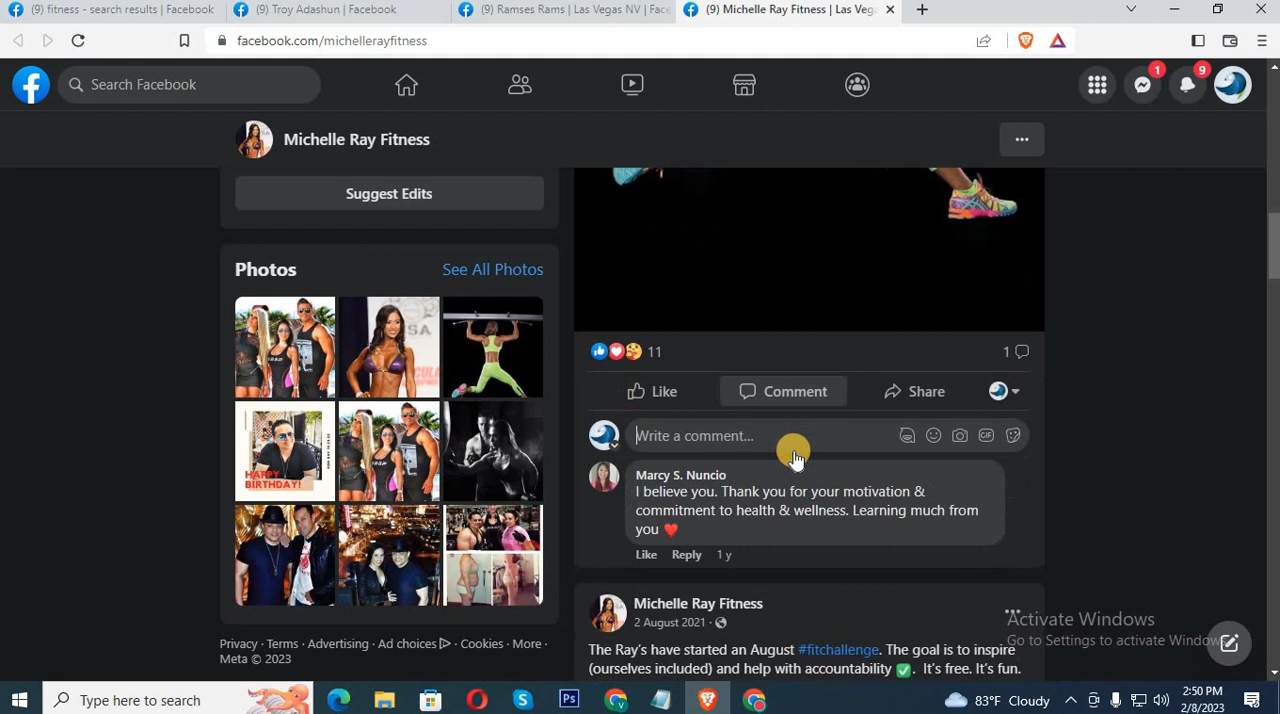 (9) fitness - search results | Facebook
(9) Troy Adashun | Facebook
(9) Ramses Rams | Las Vegas NV | Face
(9) Michelle Ray Fitness | Las Vega
facebook.com/michellerayfitness
Search Facebook
1
9
Michelle Ray Fitness
Suggest Edits
Photos
See All Photos
HAPPY
BIRTHDAY!
Privacy · Terms · Advertising · Ad choices · Cookies · More ·
Meta © 2023
11
1
Like
Comment
Share
Write a comment...
GIF
Marcy S. Nuncio
I believe you. Thank you for your motivation &
commitment to health & wellness. Learning much from
you ❤️
Like Reply 1 y
Michelle Ray Fitness
2 August 2021 ·
The Ray's have started an August #fitchallenge. The goal is to inspire
(ourselves included) and help with accountability ✅. It's free. It's fun.
Activate Windows
Go to Settings to activate Windows
Type here to search
Ps
83°F Cloudy
2:50 PM
2/8/2023